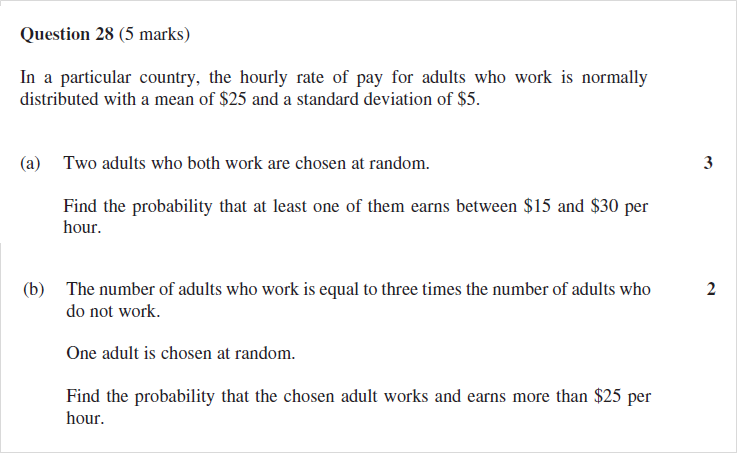 Question 28 (5 marks)
In a particular country, the hourly rate of pay for adults who work is normally
distributed with a mean of $25 and a standard deviation of $5.
(a) Two adults who both work are chosen at random. 3
Find the probability that at least one of them earns between $15 and $30 per
hour.
(b) The number of adults who work is equal to three times the number of adults who 2
do not work.
One adult is chosen at random.
Find the probability that the chosen adult works and earns more than $25 per
hour.